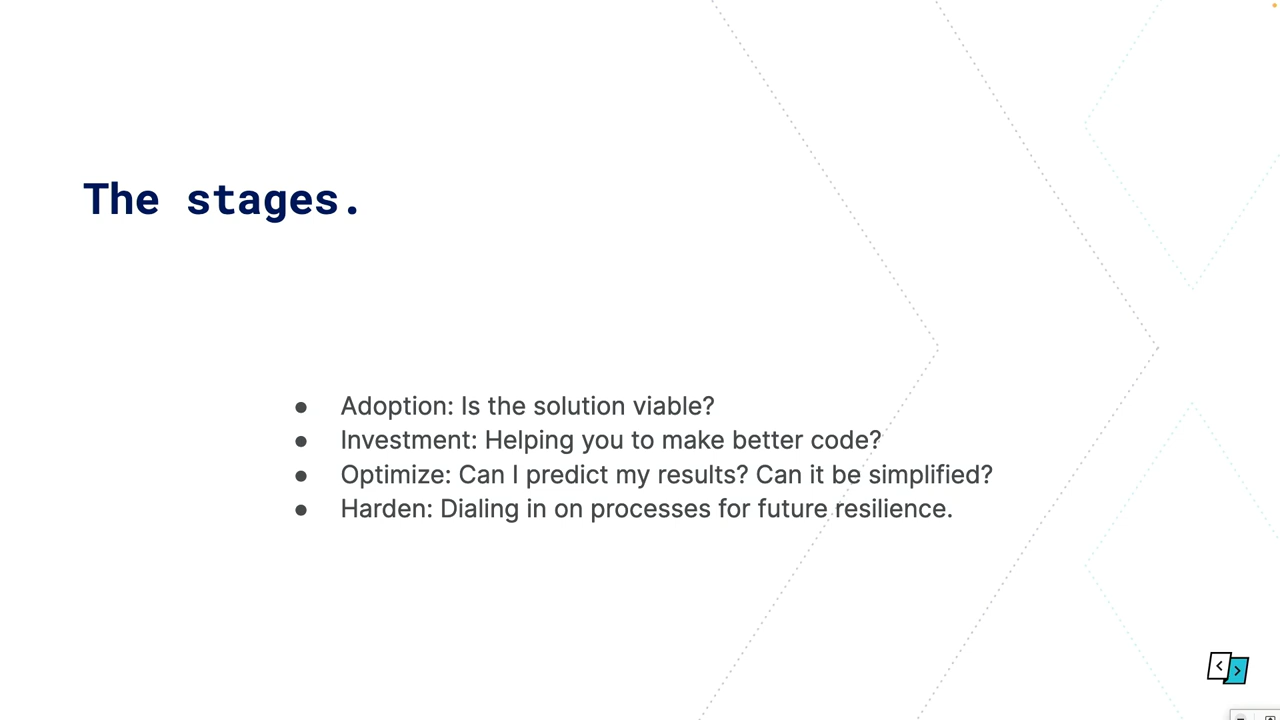 The stages.
● Adoption: Is the solution viable?
● Investment: Helping you to make better code?
● Optimize: Can I predict my results? Can it be simplified?
● Harden: Dialing in on processes for future resilience.